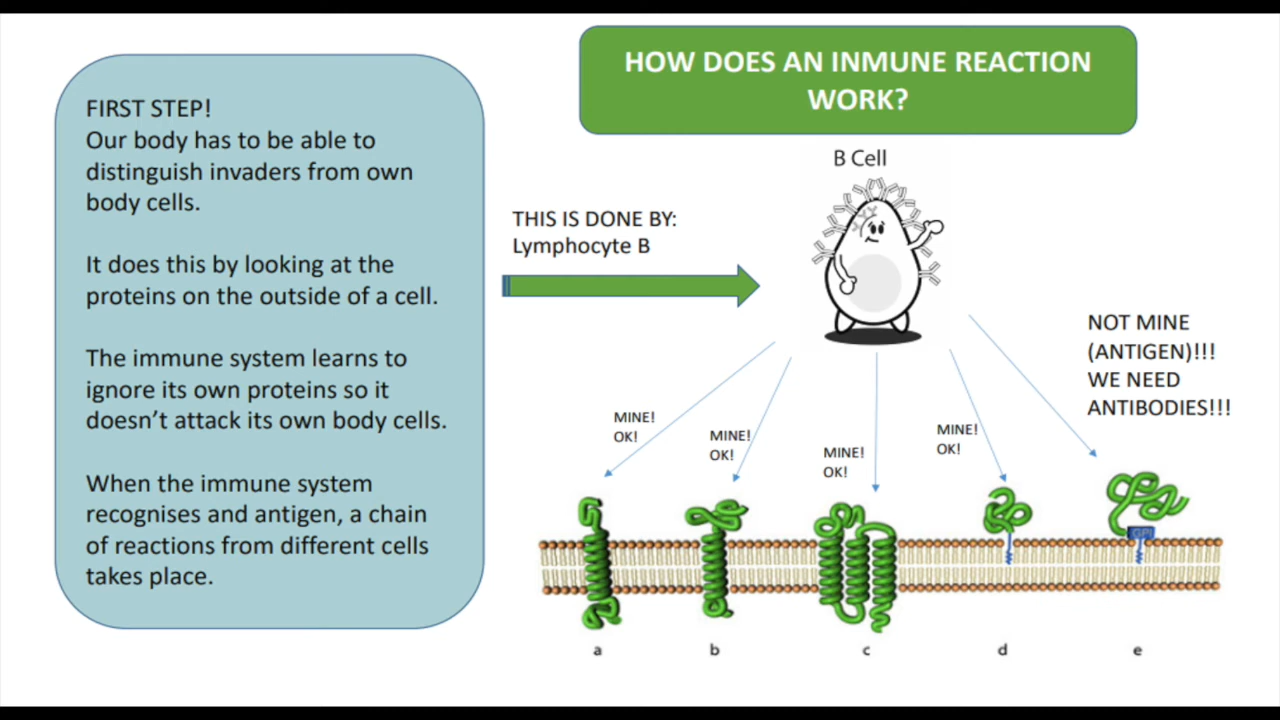 HOW DOES AN INMUNE REACTION
WORK?
FIRST STEP!
Our body has to be able to
distinguish invaders from own
body cells.
It does this by looking at the
proteins on the outside of a cell.
The immune system learns to
ignore its own proteins so it
doesn't attack its own body cells.
When the immune system
recognises and antigen, a chain
of reactions from different cells
takes place.
THIS IS DONE BY:
Lymphocyte B
B Cell
NOT MINE
(ANTIGEN)!!!
WE NEED
ANTIBODIES!!!
MINE!
OK!
MINE!
OK!
MINE!
OK!
MINE!
OK!
GPI
a
b
c
d
e